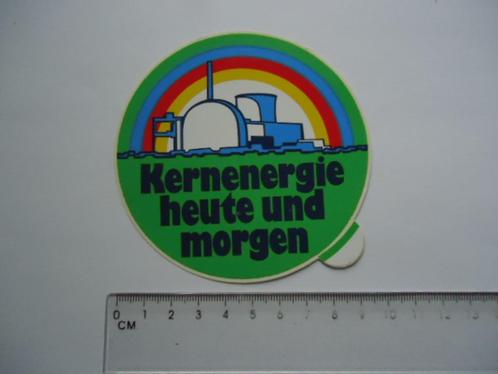 Kernenergie
heute und
morgen
0 1 2 3 4 5 6 7 8 9 10 11 12 13
CM